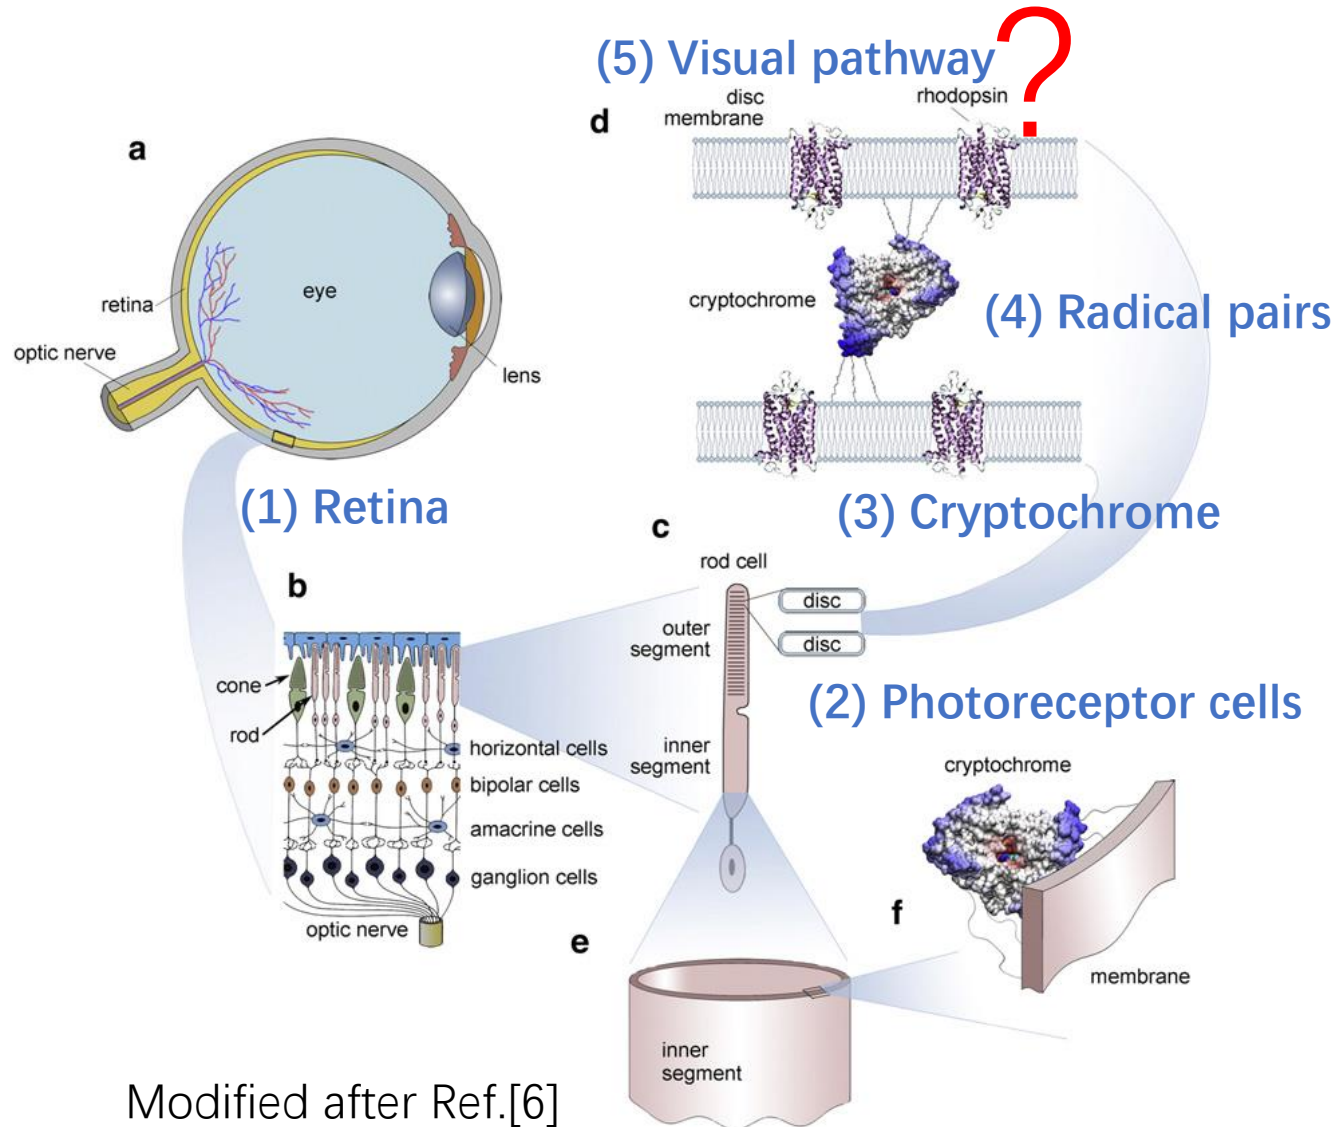 (5) Visual pathway?
d
disc
membrane
rhodopsin
a
retina
eye
optic nerve
lens
cryptochrome
(4) Radical pairs
(1) Retina
(3) Cryptochrome
c
rod cell
disc
disc
outer
segment
inner
segment
b
cone
rod
horizontal cells
bipolar cells
amacrine cells
ganglion cells
optic nerve
(2) Photoreceptor cells
cryptochrome
f
membrane
e
inner
segment
Modified after Ref.[6]